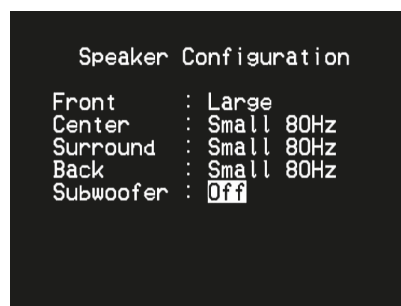 Speaker Configuration
Front : Large
Center : Small 80Hz
Surround : Small 80Hz
Back : Small 80Hz
Subwoofer : Off